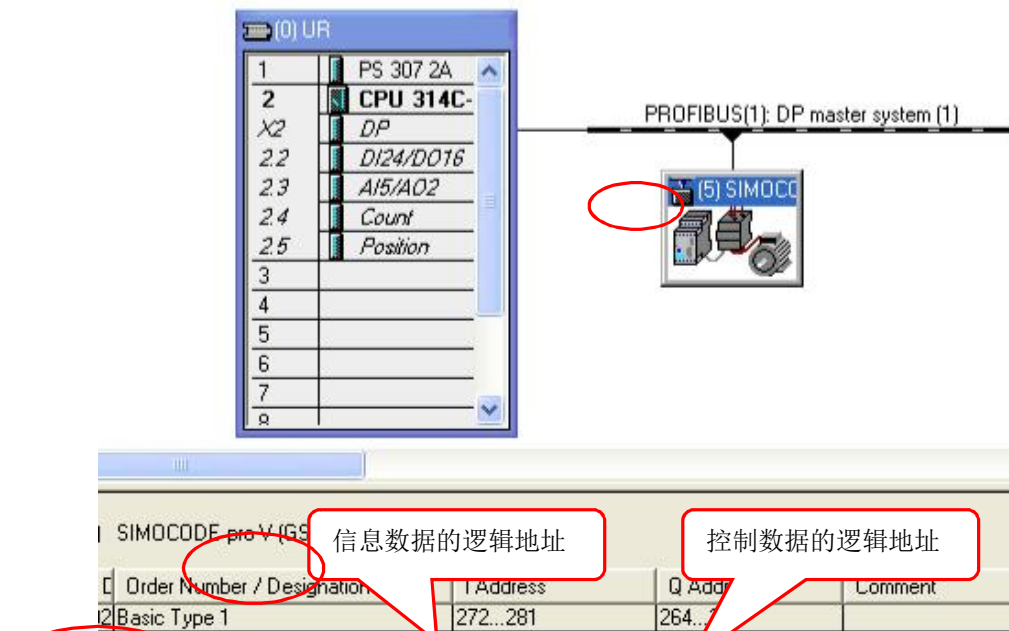 (0) UR
1 PS 307 2A
2 CPU 314C-
X2 DP
2.2 DI24/DO16
2.3 AI5/AO2
2.4 Count
2.5 Position
3
4
5
6
7
8
PROFIBUS(1): DP master system (1)
(5) SIMOCO
SIMOCODE pro V (GS
信息数据的逻辑地址
控制数据的逻辑地址
Order Number / Designation I Address Q Addr Comment
Basic Type 1 272...281 264...